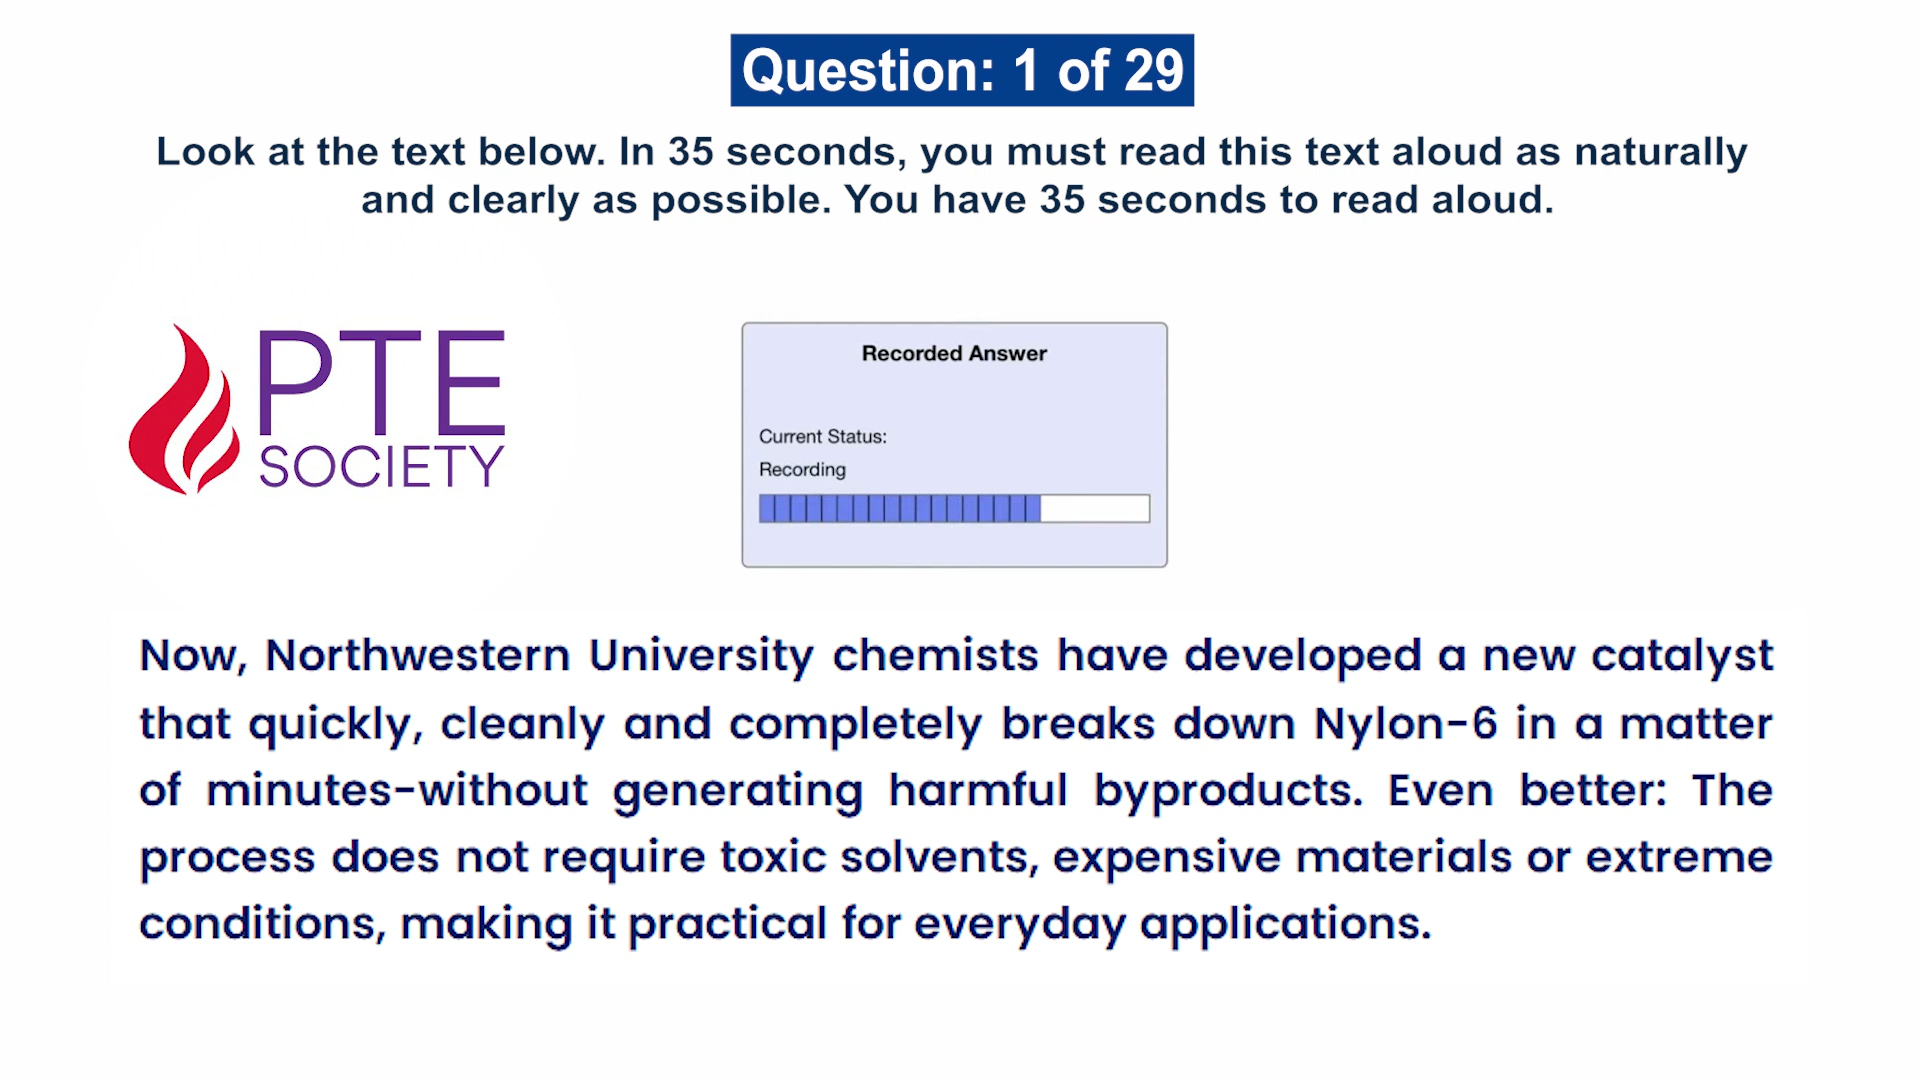 Question: 1 of 29
Look at the text below. In 35 seconds, you must read this text aloud as naturally
and clearly as possible. You have 35 seconds to read aloud.
PTE
SOCIETY
Recorded Answer
Current Status:
Recording
Now, Northwestern University chemists have developed a new catalyst
that quickly, cleanly and completely breaks down Nylon-6 in a matter
of minutes-without generating harmful byproducts. Even better: The
process does not require toxic solvents, expensive materials or extreme
conditions, making it practical for everyday applications.